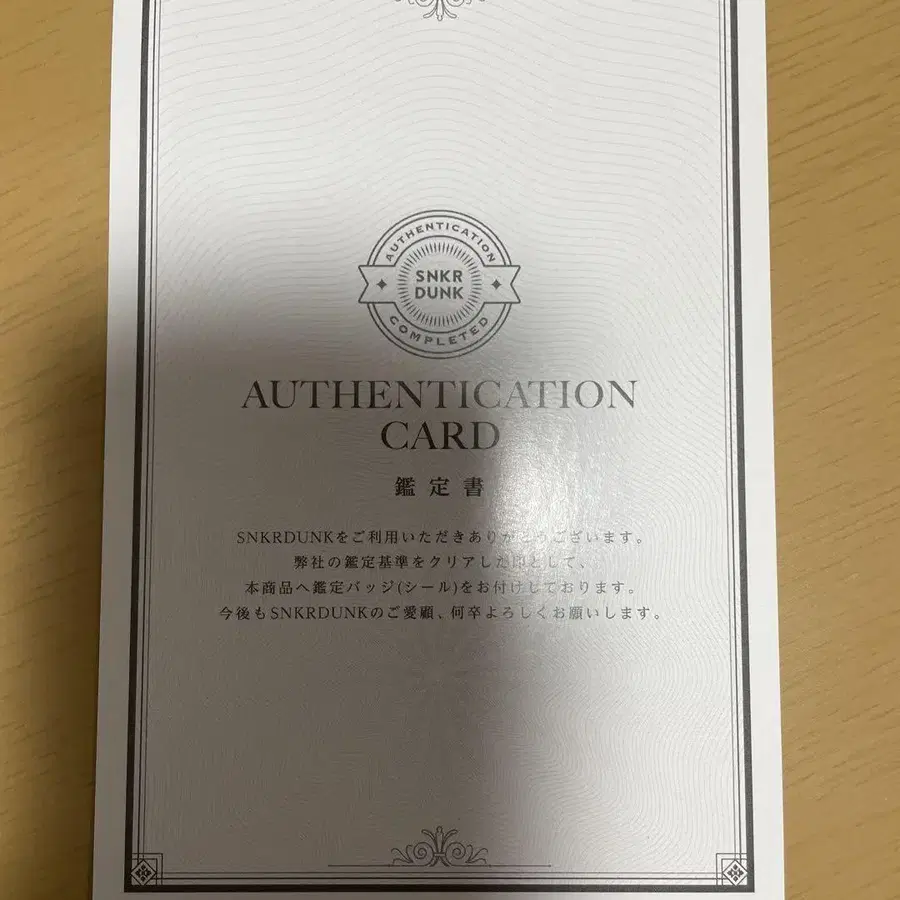 AUTHENTICATION
SNKR
DUNK
COMPLETED
AUTHENTICATION
CARD
鑑定書
SNKRDUNKをご利用いただきありがとうございます。
弊社の鑑定基準をクリアした印として、
本商品へ鑑定バッジ(シール)をお付けしております。
今後もSNKRDUNKのご愛顧、何卒よろしくお願いします。